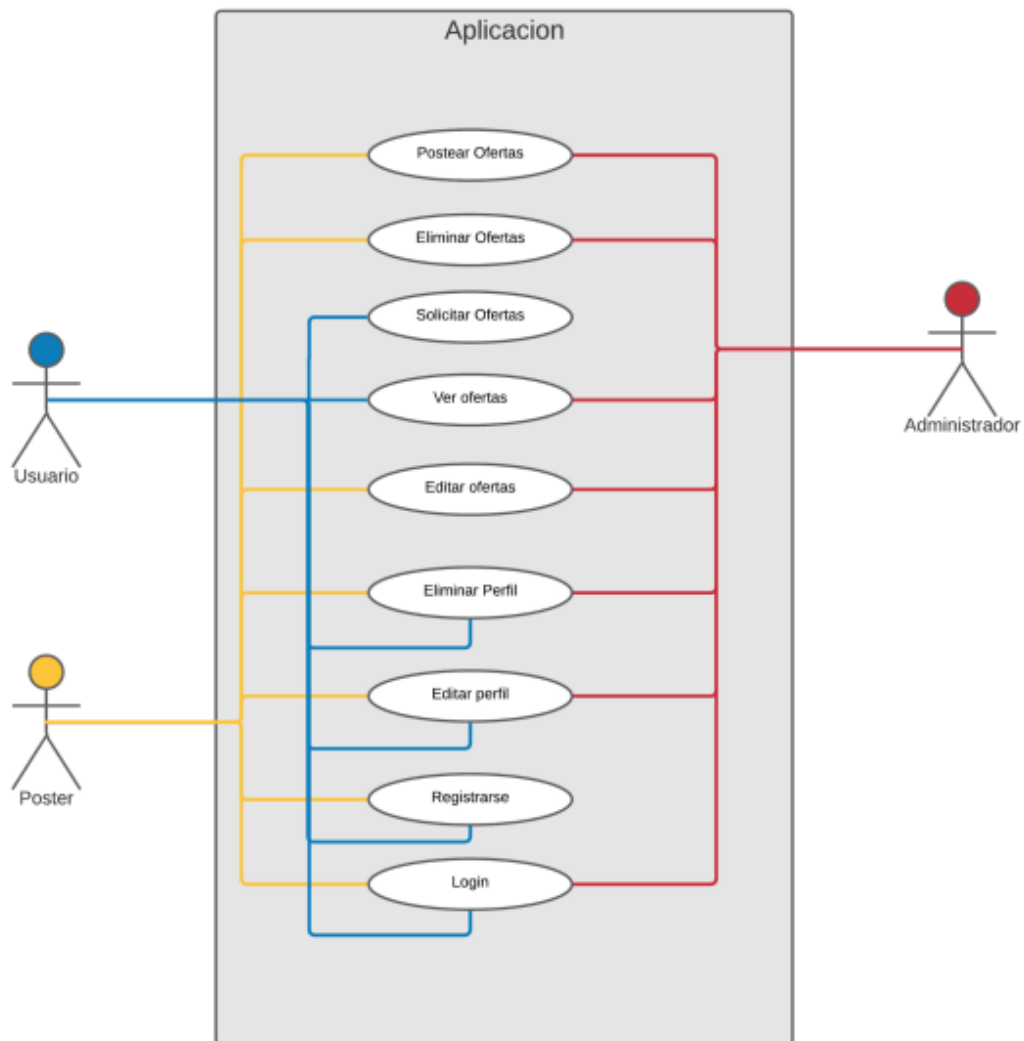 Aplicacion
Postear Ofertas
Eliminar Ofertas
Solicitar Ofertas
Ver ofertas
Editar ofertas
Eliminar Perfil
Editar perfil
Registrarse
Login
Usuario
Poster
Administrador